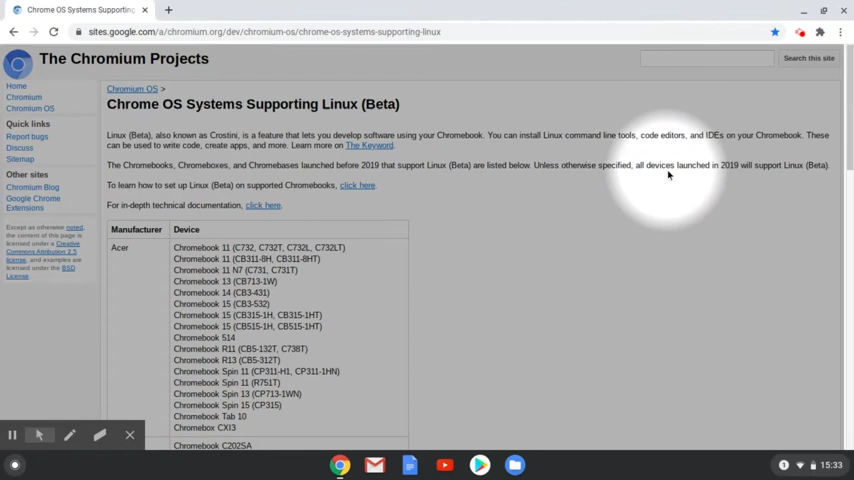 Chrome OS Systems Supporting Linu
sites.google.com/a/chromium.org/dev/chromium-os/chrome-os-systems-supporting-linux
The Chromium Projects
Search this site
Home
Chromium
Chromium OS
Quick links
Report bugs
Discuss
Sitemap
Other sites
Chromium Blog
Google Chrome
Extensions
Except as otherwise noted,
the content of this page is
licensed under a Creative
Commons Attribution 2.5
license, and examples are
licensed under the BSD
License.
Chromium OS >
Chrome OS Systems Supporting Linux (Beta)
Linux (Beta), also known as Crostini, is a feature that lets you develop software using your Chromebook. You can install Linux command line tools, code editors, and IDEs on your Chromebook. These
can be used to write code, create apps, and more. Learn more on The Keyword.
The Chromebooks, Chromeboxes, and Chromebases launched before 2019 that support Linux (Beta) are listed below. Unless otherwise specified, all devices launched in 2019 will support Linux (Beta).
To learn how to set up Linux (Beta) on supported Chromebooks, click here.
For in-depth technical documentation, click here.
Manufacturer Device
Acer Chromebook 11 (C732, C732T, C732L, C732LT)
Chromebook 11 (CB311-8H, CB311-8HT)
Chromebook 11 N7 (C731, C731T)
Chromebook 13 (CB713-1W)
Chromebook 14 (CB3-431)
Chromebook 15 (CB3-532)
Chromebook 15 (CB315-1H, CB315-1HT)
Chromebook 15 (CB515-1H, CB515-1HT)
Chromebook 514
Chromebook R11 (CB5-132T, C738T)
Chromebook R13 (CB5-312T)
Chromebook Spin 11 (CP311-H1, CP311-1HN)
Chromebook Spin 11 (R751T)
Chromebook Spin 13 (CP713-1WN)
Chromebook Spin 15 (CP315)
Chromebook Tab 10
Chromebox CXI3
Chromebook C202SA
1 15:33